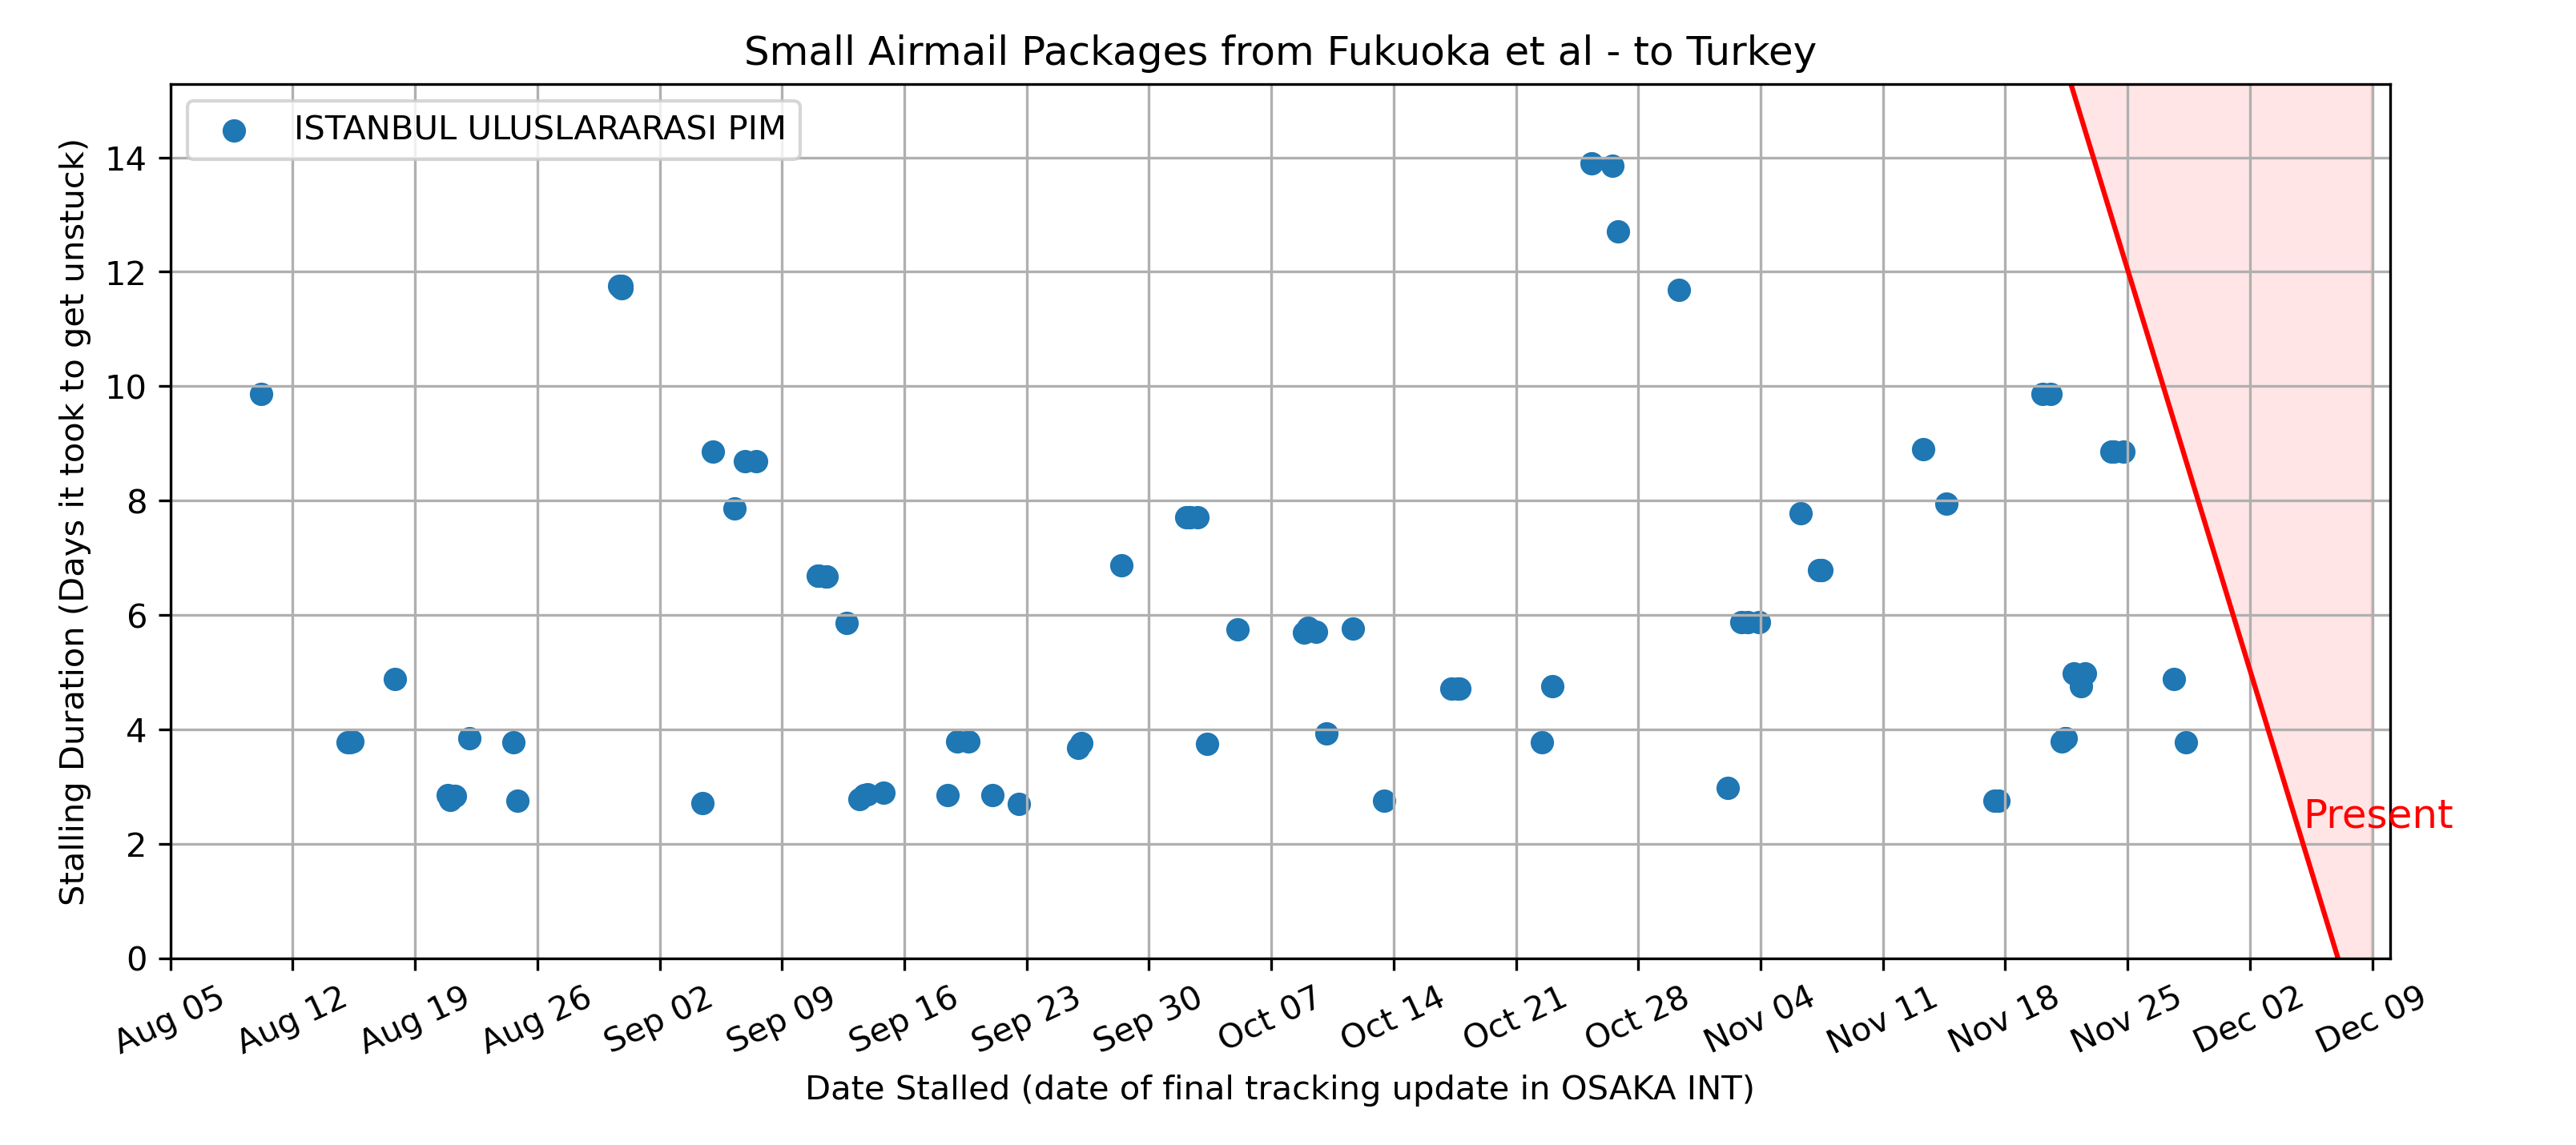 Small Airmail Packages from Fukuoka et al - to Turkey
ISTANBUL ULUSLARARASI PIM
Stalling Duration (Days it took to get unstuck)
14
12
10
8
6
4
2
0
Present
Aug 05
Aug 12
Aug 19
Aug 26
Sep 02
Sep 09
Sep 16
Sep 23
Sep 30
Oct 07
Oct 14
Oct 21
Oct 28
Nov 04
Nov 11
Nov 18
Nov 25
Dec 02
Dec 09
Date Stalled (date of final tracking update in OSAKA INT)